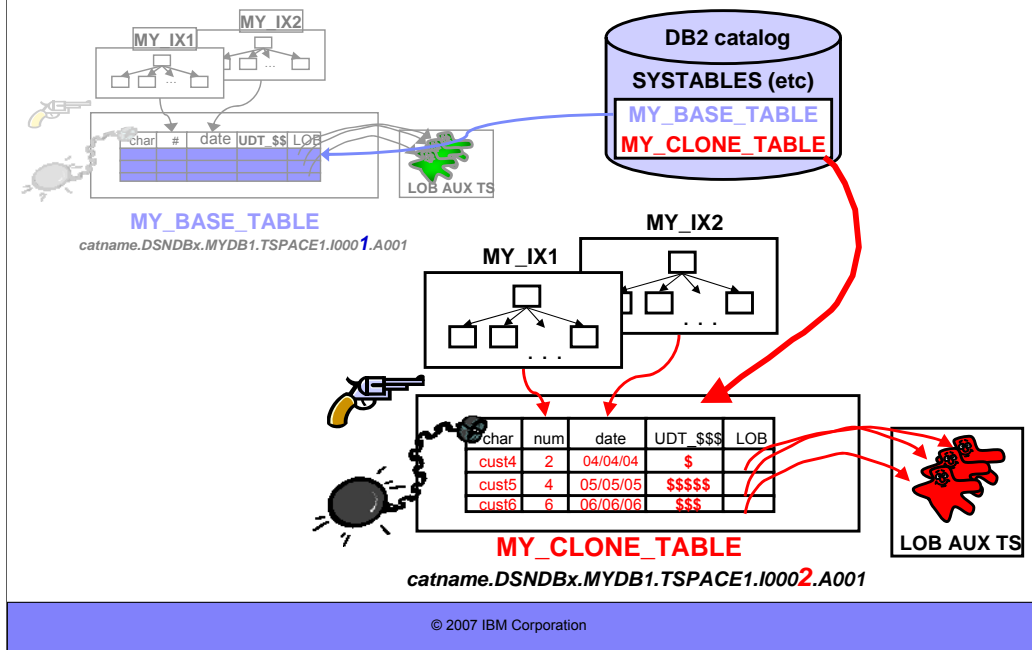 MY_IX2
MY_IX1
...
...
char # date UDT_$$ LOB
LOB AUX TS
MY_BASE_TABLE
catname.DSNDBx.MYDB1.TSPACE1.I0001.A001
DB2 catalog
SYSTABLES (etc)
MY_BASE_TABLE
MY_CLONE_TABLE
MY_IX2
MY_IX1
. . .
. . .
char num date UDT_$$$ LOB
cust4 2 04/04/04 $
cust5 4 05/05/05 $$$$$
cust6 6 06/06/06 $$$
LOB AUX TS
MY_CLONE_TABLE
catname.DSNDBx.MYDB1.TSPACE1.I0002.A001
© 2007 IBM Corporation